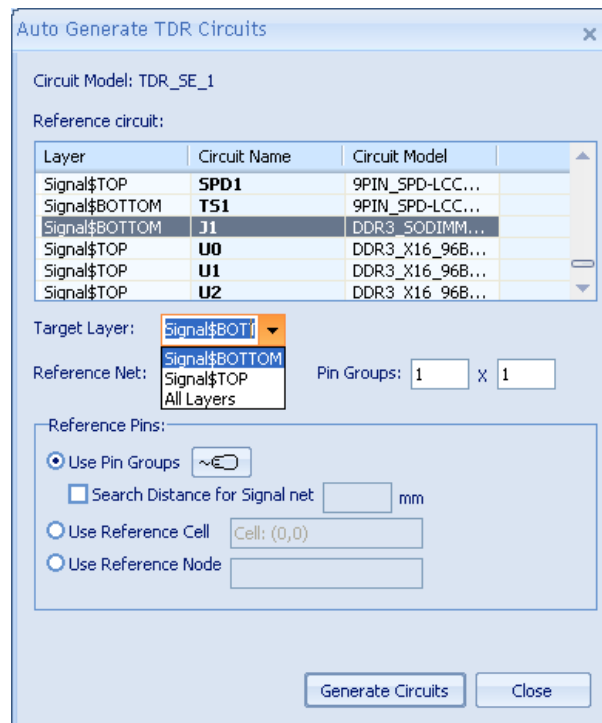 Auto Generate TDR Circuits
Circuit Model: TDR_SE_1
Reference circuit:
Layer Circuit Name Circuit Model
Signal$TOP SPD1 9PIN_SPD-LCC...
Signal$BOTTOM TS1 9PIN_SPD-LCC...
Signal$BOTTOM J1 DDR3_SODIMM...
Signal$TOP U0 DDR3_X16_96B...
Signal$TOP U1 DDR3_X16_96B...
Signal$TOP U2 DDR3_X16_96B...
Target Layer: Signal$BOTT
Signal$BOTTOM
Reference Net: Signal$TOP Pin Groups: 1 X 1
All Layers
Reference Pins:
Use Pin Groups
Search Distance for Signal net mm
Use Reference Cell Cell: (0,0)
Use Reference Node
Generate Circuits Close